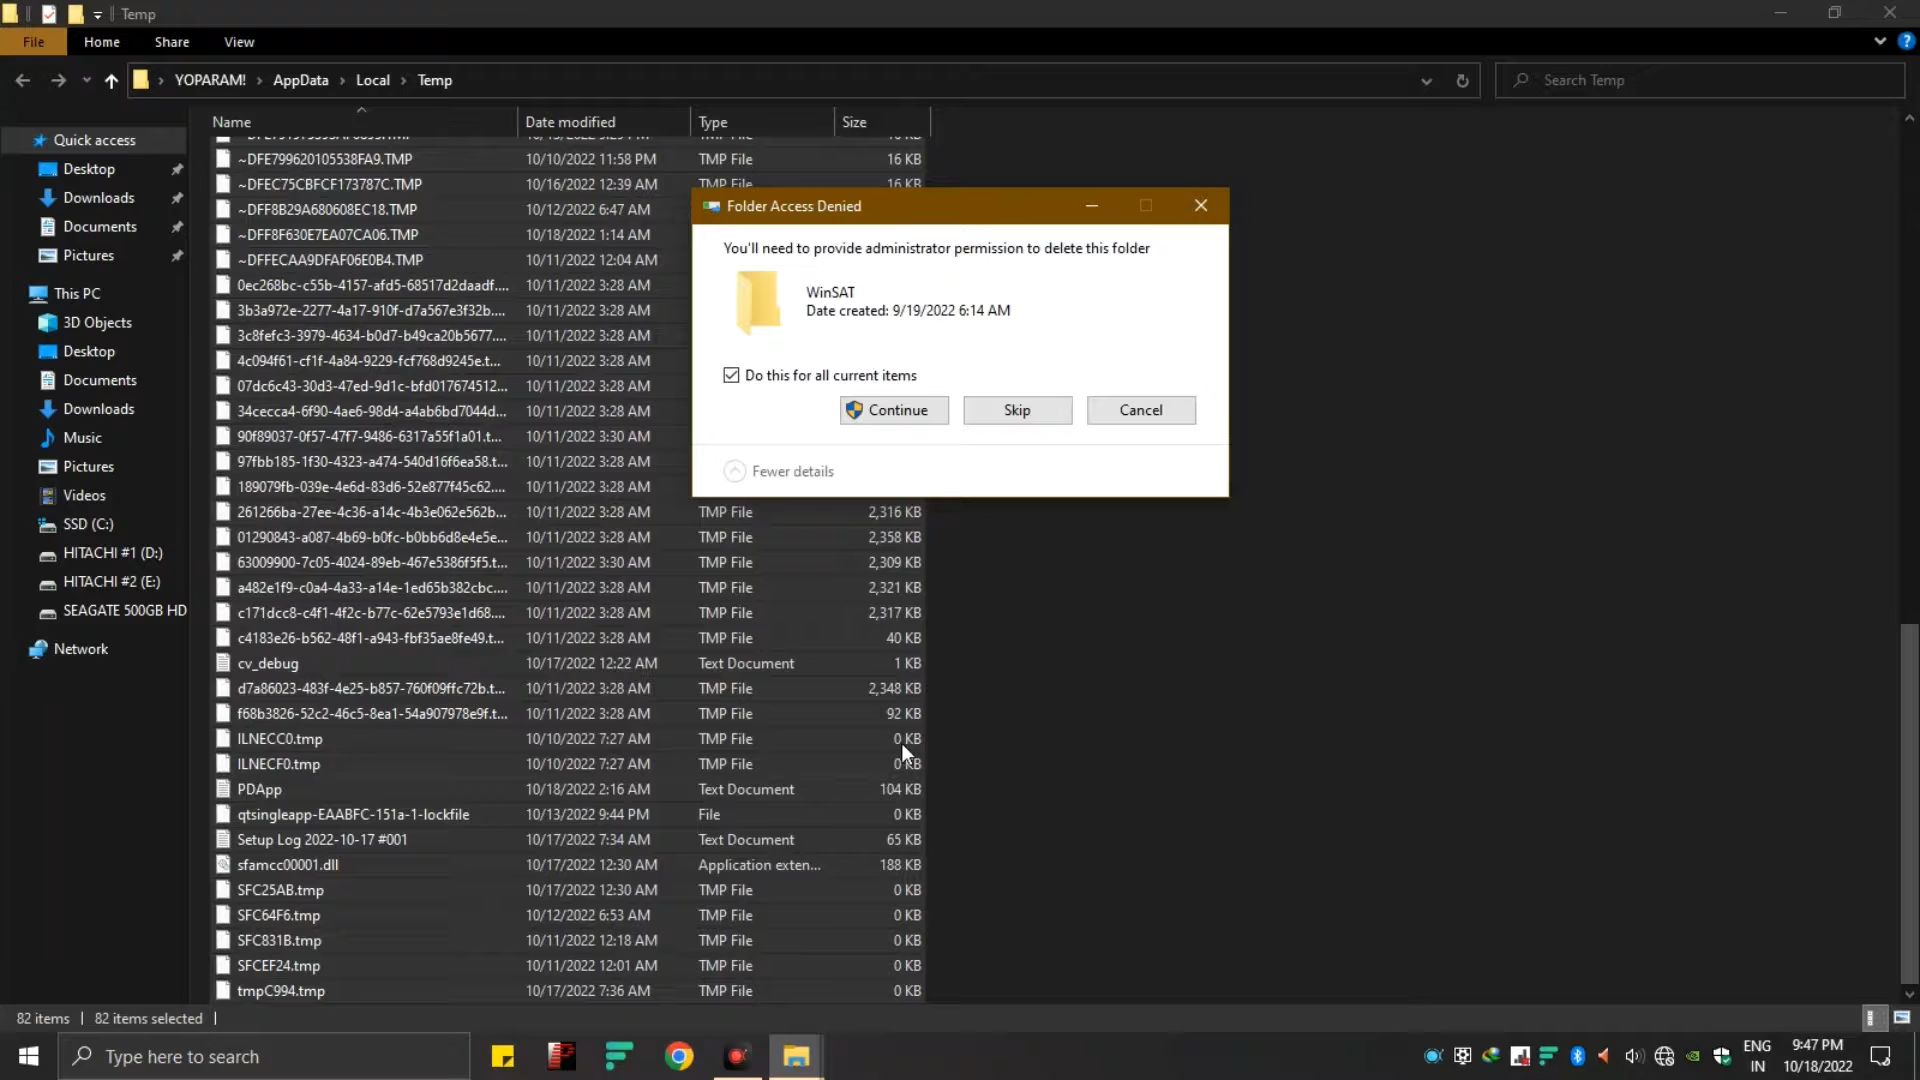 Temp
File Home Share View
YOPARAM! AppData Local Temp
Search Temp
Name Date modified Type Size
Quick access
Desktop
Downloads
Documents
Pictures
This PC
3D Objects
Desktop
Documents
Downloads
Music
Pictures
Videos
SSD (C:)
HITACHI #1 (D:)
HITACHI #2 (E:)
SEAGATE 500GB HD
Network
~DFE799620105538FA9.TMP 10/10/2022 11:58 PM TMP File 16 KB
~DFEC75CBFCF173787C.TMP 10/16/2022 12:39 AM TMP File 16 KB
~DFF8B29A680608EC18.TMP 10/12/2022 6:47 AM
~DFF8F630E7EA07CA06.TMP 10/18/2022 1:14 AM
~DFFECAA9DFAF06E0B4.TMP 10/11/2022 12:04 AM
0ec268bc-c55b-4157-afd5-68517d2daadf.... 10/11/2022 3:28 AM
3b3a972e-2277-4a17-910f-d7a567e3f32b.... 10/11/2022 3:28 AM
3c8fefc3-3979-4634-b0d7-b49ca20b5677.... 10/11/2022 3:28 AM
4c094f61-cf1f-4a84-9229-fcf768d9245e.t... 10/11/2022 3:28 AM
07dc6c43-30d3-47ed-9d1c-bfd017674512... 10/11/2022 3:28 AM
34cecca4-6f90-4ae6-98d4-a4ab6bd7044d... 10/11/2022 3:28 AM
90f89037-0f57-47f7-9486-6317a55f1a01.t... 10/11/2022 3:30 AM
97fbb185-1f30-4323-a474-540d16f6ea58.t... 10/11/2022 3:28 AM
189079fb-039e-4e6d-83d6-52e877f45c62.... 10/11/2022 3:28 AM
261266ba-27ee-4c36-a14c-4b3e062e562b... 10/11/2022 3:28 AM TMP File 2,316 KB
01290843-a087-4b69-b0fc-b0bb6d8e4e5e... 10/11/2022 3:28 AM TMP File 2,358 KB
63009900-7c05-4024-89eb-467e5386f5f5.t... 10/11/2022 3:30 AM TMP File 2,309 KB
a482e1f9-c0a4-4a33-a14e-1ed65b382cbc.... 10/11/2022 3:28 AM TMP File 2,321 KB
c171dcc8-c4f1-4f2c-b77c-62e5793e1d68.... 10/11/2022 3:28 AM TMP File 2,317 KB
c4183e26-b562-48f1-a943-fbf35ae8fe49.t... 10/11/2022 3:28 AM TMP File 40 KB
cv_debug 10/17/2022 12:22 AM Text Document 1 KB
d7a86023-483f-4e25-b857-760f09ffc72b.t... 10/11/2022 3:28 AM TMP File 2,348 KB
f68b3826-52c2-46c5-8ea1-54a907978e9f.t... 10/11/2022 3:28 AM TMP File 92 KB
ILNECC0.tmp 10/10/2022 7:27 AM TMP File 0 KB
ILNECF0.tmp 10/10/2022 7:27 AM TMP File 0 KB
PDApp 10/18/2022 2:16 AM Text Document 104 KB
qtsingleapp-EAABFC-151a-1-lockfile 10/13/2022 9:44 PM File 0 KB
Setup Log 2022-10-17 #001 10/17/2022 7:34 AM Text Document 65 KB
sfamcc00001.dll 10/17/2022 12:30 AM Application exten... 188 KB
SFC25AB.tmp 10/17/2022 12:30 AM TMP File 0 KB
SFC64F6.tmp 10/12/2022 6:53 AM TMP File 0 KB
SFC831B.tmp 10/11/2022 12:18 AM TMP File 0 KB
SFCEF24.tmp 10/11/2022 12:01 AM TMP File 0 KB
tmpC994.tmp 10/17/2022 7:36 AM TMP File 0 KB
Folder Access Denied
You'll need to provide administrator permission to delete this folder
WinSAT
Date created: 9/19/2022 6:14 AM
Do this for all current items
Continue Skip Cancel
Fewer details
82 items 82 items selected
Type here to search
ENG
IN
9:47 PM
10/18/2022